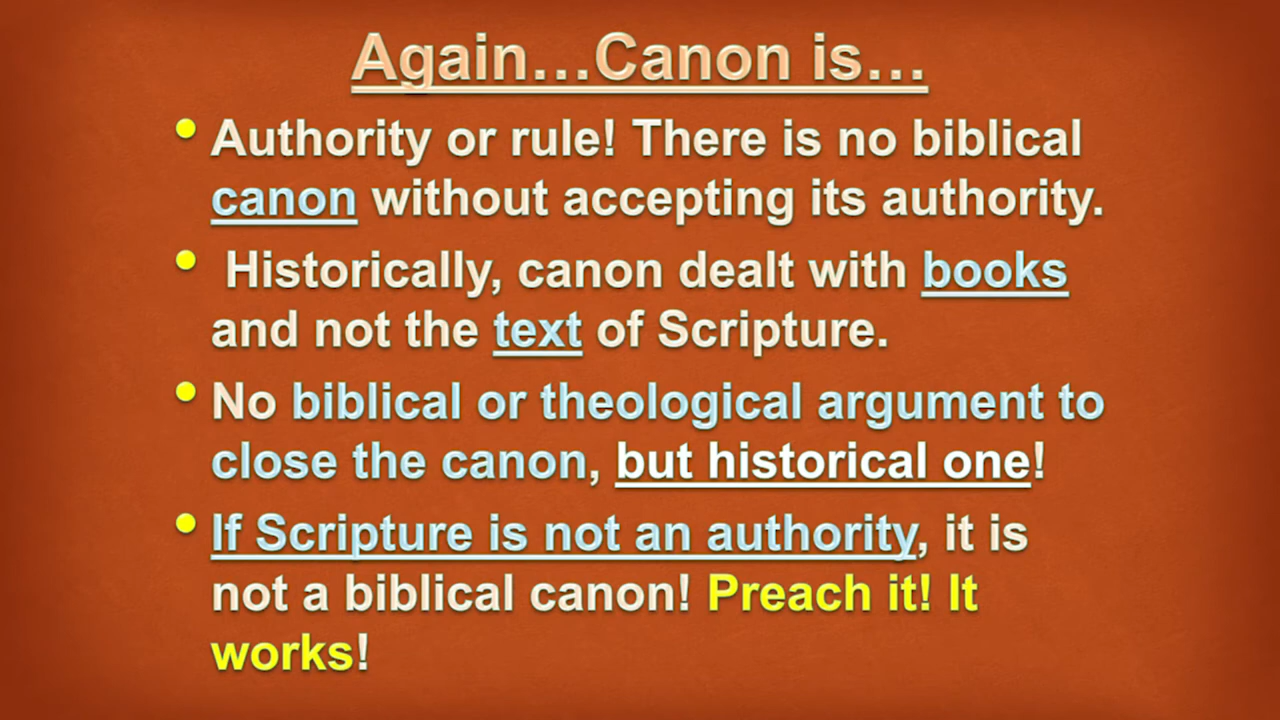 Again…Canon is…
• Authority or rule! There is no biblical
canon without accepting its authority.
• Historically, canon dealt with books
and not the text of Scripture.
• No biblical or theological argument to
close the canon, but historical one!
• If Scripture is not an authority, it is
not a biblical canon! Preach it! It
works!